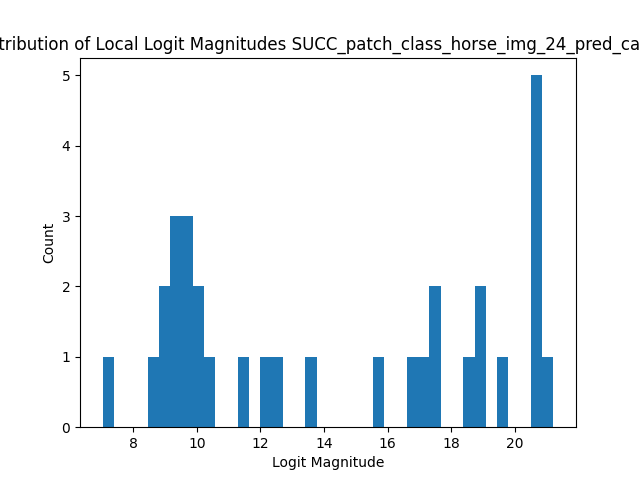 tribution of Local Logit Magnitudes SUCC_patch_class_horse_img_24_pred_ca
5
4
3
2
1
0
Count
8 10 12 14 16 18 20
Logit Magnitude